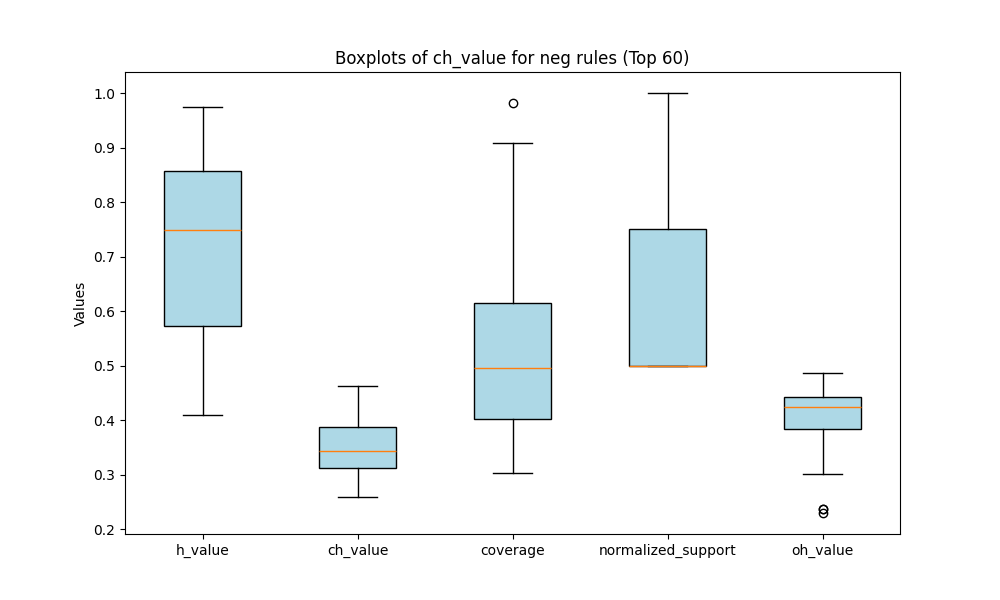 Boxplots of ch_value for neg rules (Top 60)
1.0
0.9
0.8
0.7
0.6
0.5
0.4
0.3
0.2
Values
h_value
ch_value
coverage
normalized_support
oh_value